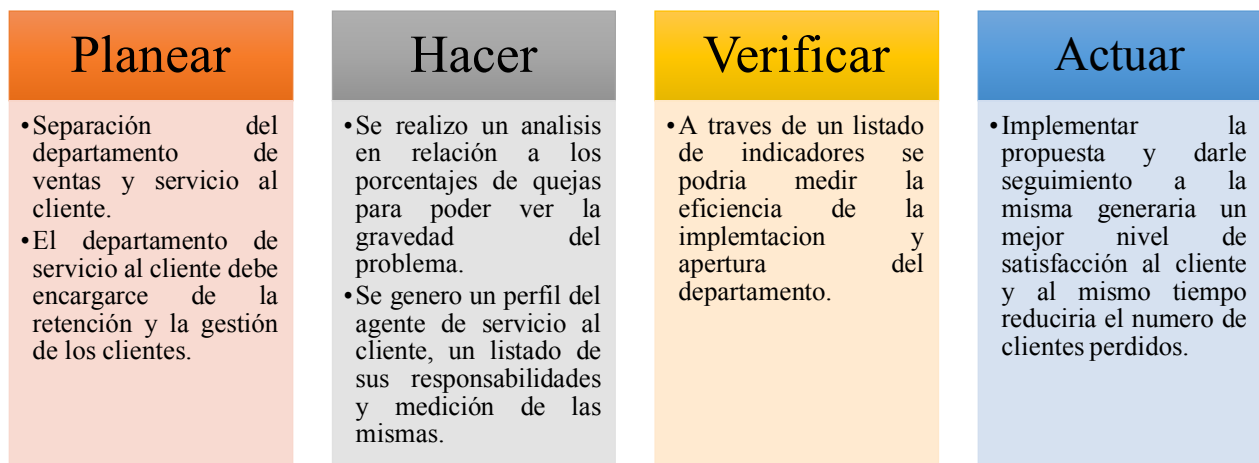 Planear
•Separación del
departamento de
ventas y servicio al
cliente.
•El departamento de
servicio al cliente debe
encargarce de la
retención y la gestión
de los clientes.
Hacer
•Se realizo un analisis
en relación a los
porcentajes de quejas
para poder ver la
gravedad del
problema.
•Se genero un perfil del
agente de servicio al
cliente, un listado de
sus responsabilidades
y medición de las
mismas.
Verificar
•A traves de un listado
de indicadores se
podria medir la
eficiencia de la
implemtacion y
apertura del
departamento.
Actuar
•Implementar la
propuesta y darle
seguimiento a la
misma generaria un
mejor nivel de
satisfacción al cliente
y al mismo tiempo
reduciria el numero de
clientes perdidos.